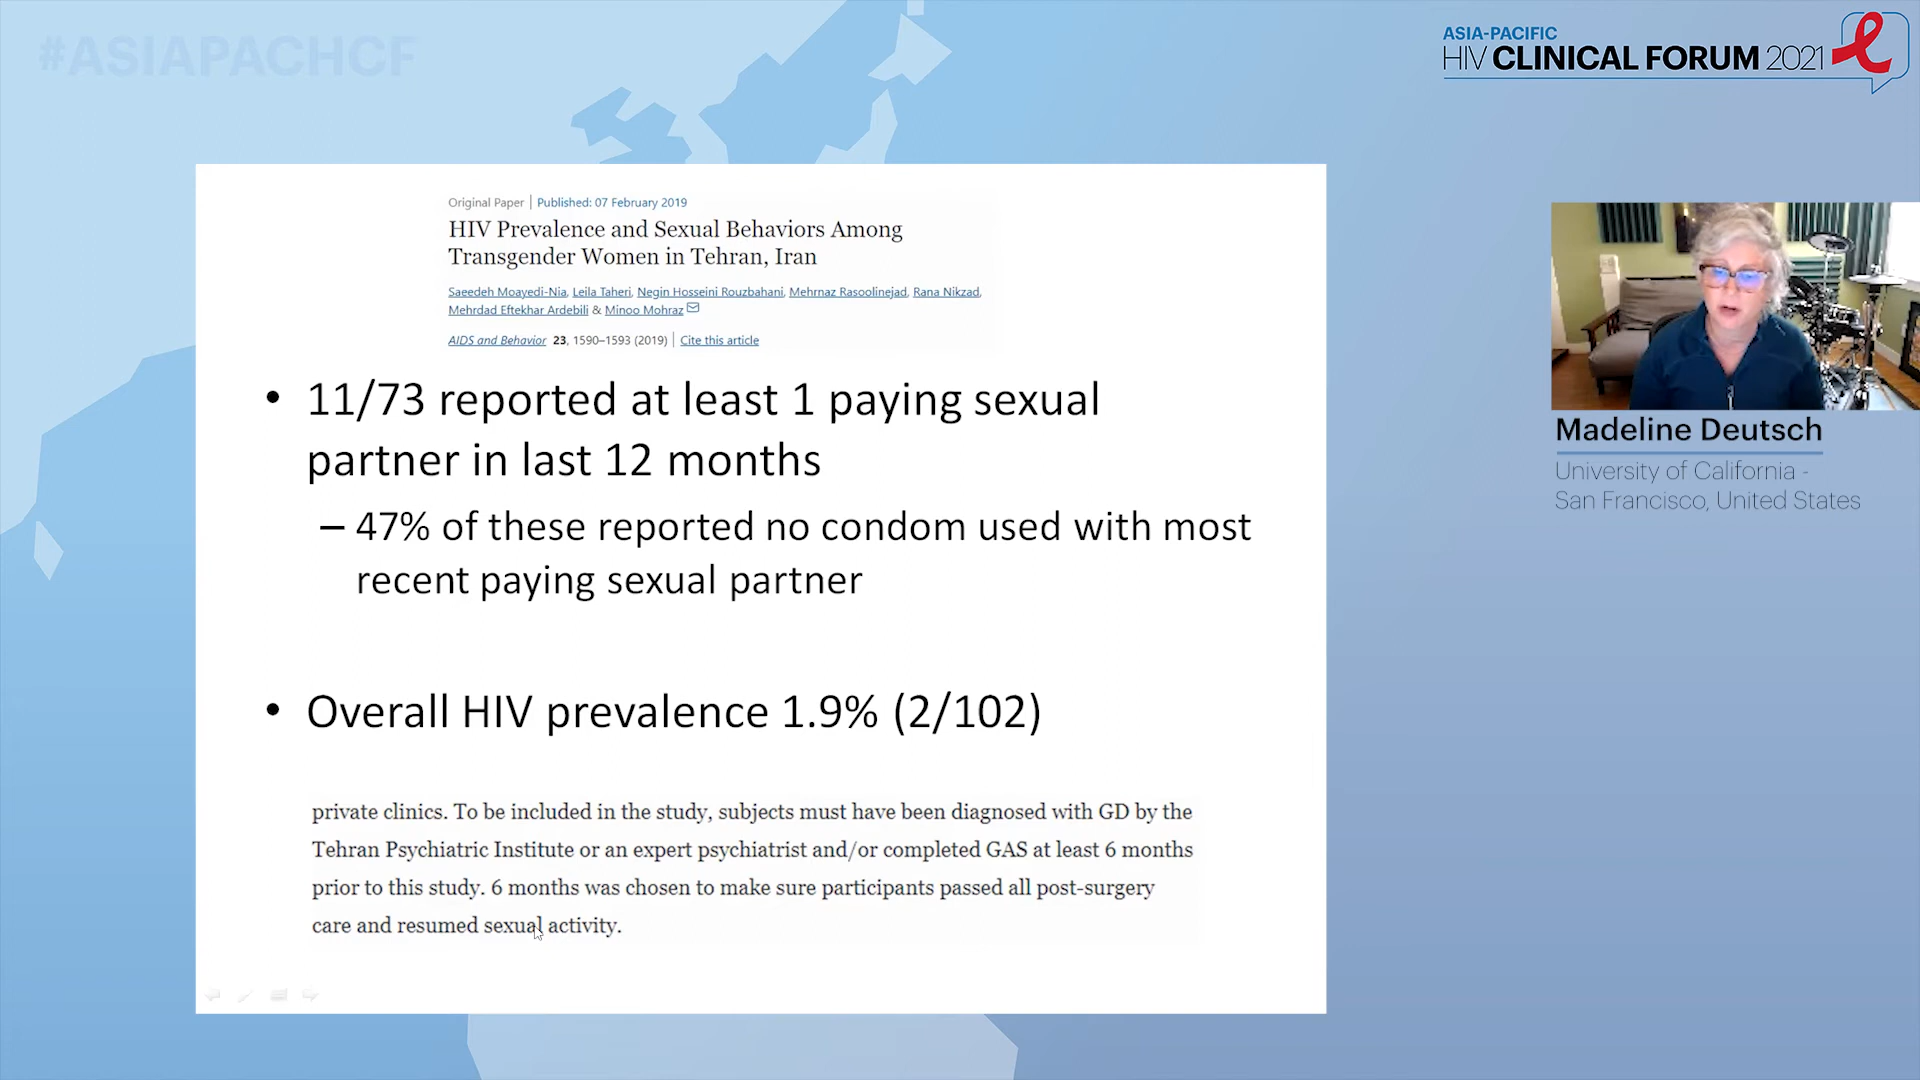 #ASIAPACHCF
ASIA-PACIFIC
HIV CLINICAL FORUM 2021
Original Paper | Published: 07 February 2019
HIV Prevalence and Sexual Behaviors Among
Transgender Women in Tehran, Iran
Saeedeh Moayedi-Nia, Leila Taheri, Negin Hosseini Rouzbahani, Mehrnaz Rasoolinejad, Rana Nikzad,
Mehrdad Eftekhar Ardebili & Minoo Mohraz
AIDS and Behavior 23, 1590–1593 (2019) | Cite this article
• 11/73 reported at least 1 paying sexual
partner in last 12 months
– 47% of these reported no condom used with most
recent paying sexual partner
• Overall HIV prevalence 1.9% (2/102)
private clinics. To be included in the study, subjects must have been diagnosed with GD by the
Tehran Psychiatric Institute or an expert psychiatrist and/or completed GAS at least 6 months
prior to this study. 6 months was chosen to make sure participants passed all post-surgery
care and resumed sexual activity.
Madeline Deutsch
University of California -
San Francisco, United States